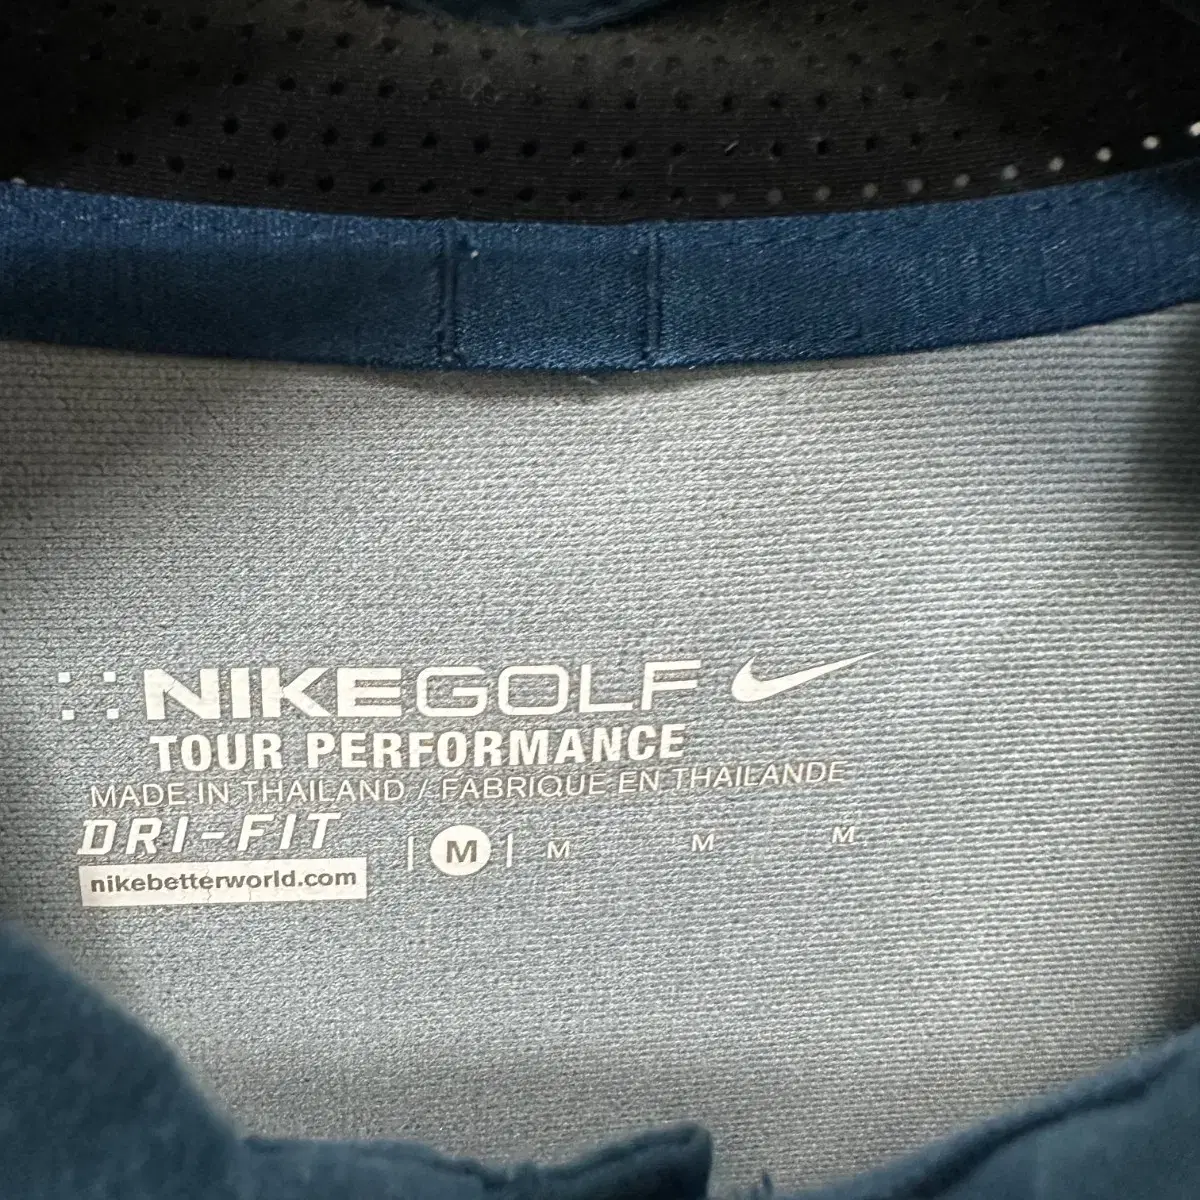 NIKEGOLF
TOUR PERFORMANCE
MADE IN THAILAND / FABRIQUE EN THAILANDE
DRI-FIT | M | M M M
nikebetterworld.com